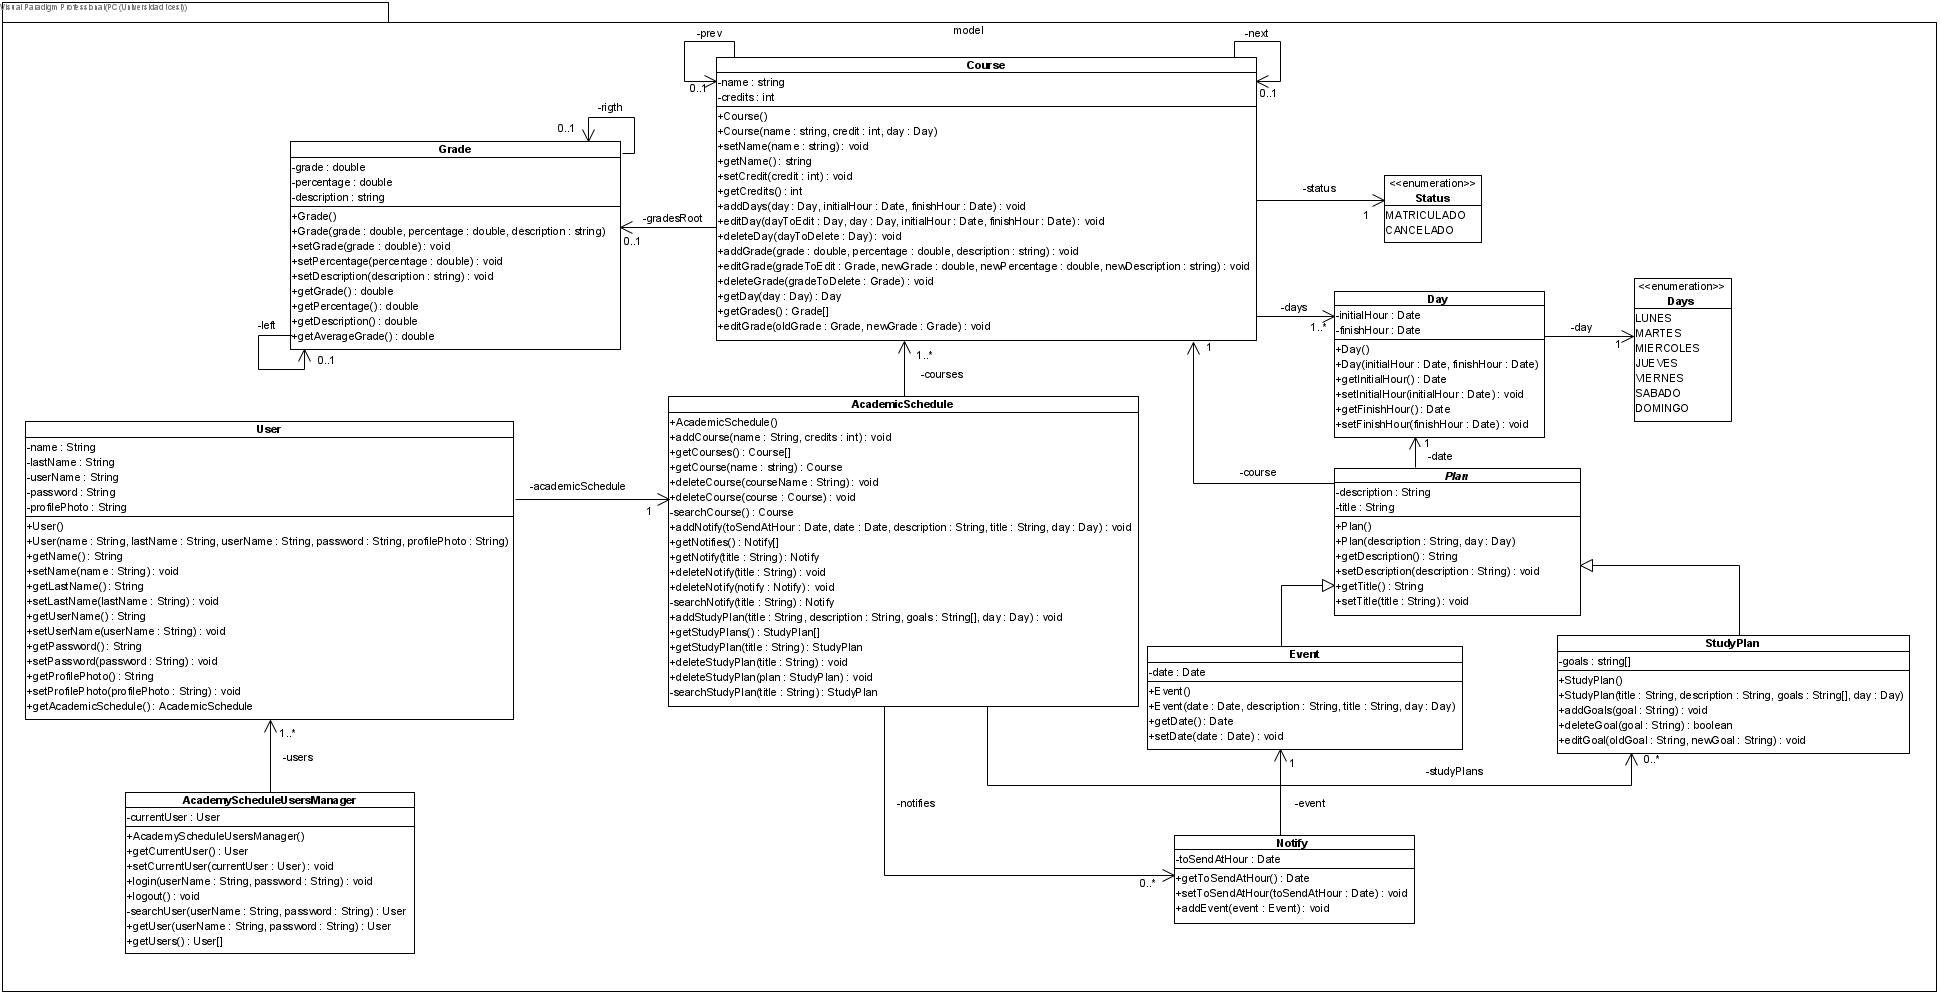 Visual Paradigm Professional(PC (Universidad Icesi))
model
-prev
0..1
-next
0..1
Course
-name : string
-credits : int
+Course()
+Course(name : string, credit : int, day : Day)
+setName(name : string) : void
+getName() : string
+setCredit(credit : int) : void
+getCredits() : int
+addDays(day : Day, initialHour : Date, finishHour : Date) : void
+editDay(dayToEdit : Day, day : Day, initialHour : Date, finishHour : Date) : void
+deleteDay(dayToDelete : Day) : void
+addGrade(grade : double, percentage : double, description : string) : void
+editGrade(gradeToEdit : Grade, newGrade : double, newPercentage : double, newDescription : string) : void
+deleteGrade(gradeToDelete : Grade) : void
+getDay(day : Day) : Day
+getGrades() : Grade[]
+editGrade(oldGrade : Grade, newGrade : Grade) : void
-rigth
0..1
Grade
-grade : double
-percentage : double
-description : string
+Grade()
+Grade(grade : double, percentage : double, description : string)
+setGrade(grade : double) : void
+setPercentage(percentage : double) : void
+setDescription(description : string) : void
+getGrade() : double
+getPercentage() : double
+getDescription() : double
+getAverageGrade() : double
-left
0..1
-gradesRoot
0..1
-status
1
<<enumeration>>
Status
MATRICULADO
CANCELADO
-days
1..*
Day
-initialHour : Date
-finishHour : Date
+Day()
+Day(initialHour : Date, finishHour : Date)
+getInitialHour() : Date
+setInitialHour(initialHour : Date) : void
+getFinishHour() : Date
+setFinishHour(finishHour : Date) : void
-day
1
<<enumeration>>
Days
LUNES
MARTES
MIERCOLES
JUEVES
VIERNES
SABADO
DOMINGO
1..*
-courses
1
-course
1
-date
User
-name : String
-lastName : String
-userName : String
-password : String
-profilePhoto : String
+User()
+User(name : String, lastName : String, userName : String, password : String, profilePhoto : String)
+getName() : String
+setName(name : String) : void
+getLastName() : String
+setLastName(lastName : String) : void
+getUserName() : String
+setUserName(userName : String) : void
+getPassword() : String
+setPassword(password : String) : void
+getProfilePhoto() : String
+setProfilePhoto(profilePhoto : String) : void
+getAcademicSchedule() : AcademicSchedule
-academicSchedule
1
AcademicSchedule
+AcademicSchedule()
+addCourse(name : String, credits : int) : void
+getCourses() : Course[]
+getCourse(name : string) : Course
+deleteCourse(courseName : String) : void
+deleteCourse(course : Course) : void
-searchCourse() : Course
+addNotify(toSendAtHour : Date, date : Date, description : String, title : String, day : Day) : void
+getNotifies() : Notify[]
+getNotify(title : String) : Notify
+deleteNotify(title : String) : void
+deleteNotify(notify : Notify) : void
-searchNotify(title : String) : Notify
+addStudyPlan(title : String, description : String, goals : String[], day : Day) : void
+getStudyPlans() : StudyPlan[]
+getStudyPlan(title : String) : StudyPlan
+deleteStudyPlan(title : String) : void
+deleteStudyPlan(plan : StudyPlan) : void
-searchStudyPlan(title : String) : StudyPlan
Plan
-description : String
-title : String
+Plan()
+Plan(description : String, day : Day)
+getDescription() : String
+setDescription(description : String) : void
+getTitle() : String
+setTitle(title : String) : void
Event
-date : Date
+Event()
+Event(date : Date, description : String, title : String, day : Day)
+getDate() : Date
+setDate(date : Date) : void
StudyPlan
-goals : string[]
+StudyPlan()
+StudyPlan(title : String, description : String, goals : String[], day : Day)
+addGoals(goal : String) : void
+deleteGoal(goal : String) : boolean
+editGoal(oldGoal : String, newGoal : String) : void
1..*
-users
1
-event
-studyPlans
0..*
-notifies
0..*
AcademyScheduleUsersManager
-currentUser : User
+AcademyScheduleUsersManager()
+getCurrentUser() : User
+setCurrentUser(currentUser : User) : void
+login(userName : String, password : String) : void
+logout() : void
-searchUser(userName : String, password : String) : User
+getUser(userName : String, password : String) : User
+getUsers() : User[]
Notify
-toSendAtHour : Date
+getToSendAtHour() : Date
+setToSendAtHour(toSendAtHour : Date) : void
+addEvent(event : Event) : void